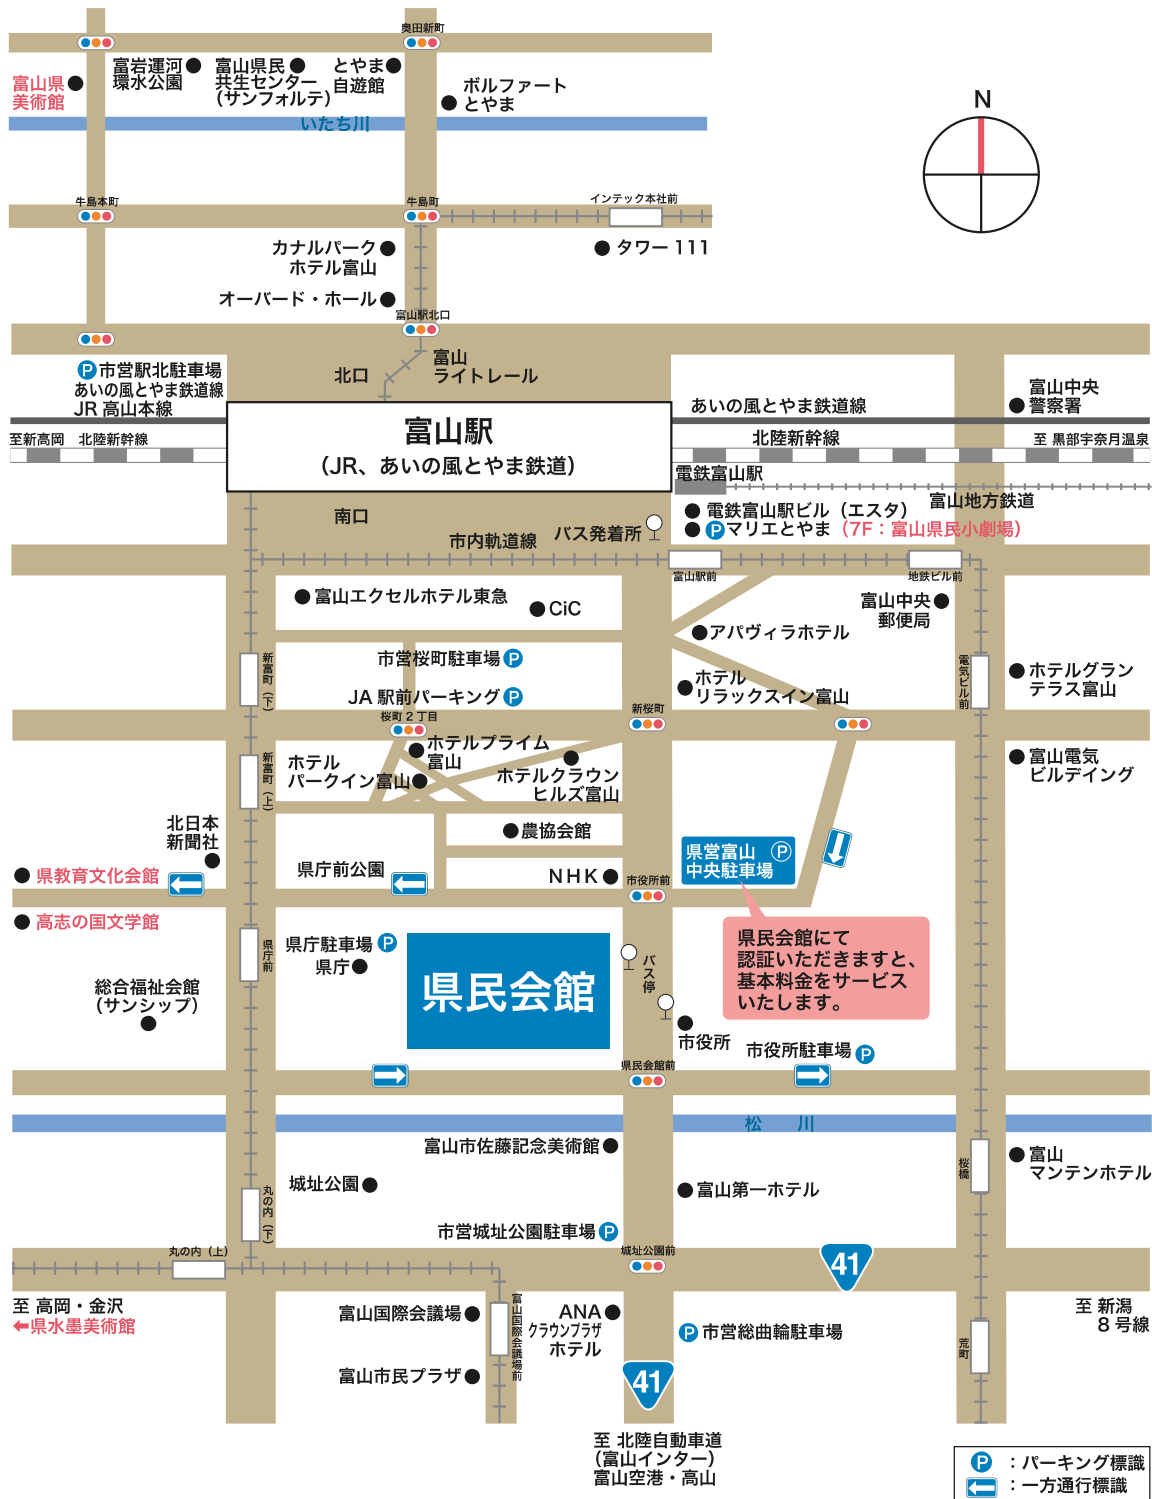 奥田新町
富山県
美術館
富岩運河
環水公園
富山県民
共生センター
(サンフォルテ)
とやま
自遊館
ボルファート
とやま
いたち川
N
牛島本町
牛島町
インテック本社前
カナルパーク
ホテル富山
タワー 111
オーバード・ホール
富山駅北口
P 市営駅北駐車場
あいの風とやま鉄道線
JR 高山本線
北口
富山
ライトレール
富山中央
警察署
あいの風とやま鉄道線
至新高岡 北陸新幹線
富山駅
(JR、あいの風とやま鉄道)
北陸新幹線
至 黒部宇奈月温泉
電鉄富山駅
富山地方鉄道
南口
バス発着所
電鉄富山駅ビル(エスタ)
P マリエとやま(7F:富山県民小劇場)
市内軌道線
富山駅前
地鉄ビル前
富山エクセルホテル東急
CiC
富山中央
郵便局
アパヴィラホテル
市営桜町駐車場 P
新富町(下)
電気ビル前
ホテルグラン
テラス富山
JA 駅前パーキング P
ホテル
リラックスイン富山
桜町 2 丁目
新桜町
ホテルプライム
富山
ホテル
パークイン富山
ホテルクラウン
ヒルズ富山
新富町(上)
富山電気
ビルデイング
北日本
新聞社
農協会館
県営富山 P
中央駐車場
県教育文化会館
県庁前公園
NHK
市役所前
高志の国文学館
県庁前
県庁駐車場 P
県庁
県民会館
バス停
県民会館にて
認証いただきますと、
基本料金をサービス
いたします。
総合福祉会館
(サンシップ)
市役所
市役所駐車場 P
県民会館前
松 川
富山市佐藤記念美術館
桜橋
富山
マンテンホテル
城址公園
丸の内(下)
富山第一ホテル
市営城址公園駐車場 P
丸の内(上)
城址公園前
41
至 高岡・金沢
県水墨美術館
富山国際会議場
富山国際会議場前
ANA
クラウンプラザ
ホテル
P 市営総曲輪駐車場
至 新潟
8 号線
荒町
富山市民プラザ
41
至 北陸自動車道
(富山インター)
富山空港・高山
P :パーキング標識
:一方通行標識